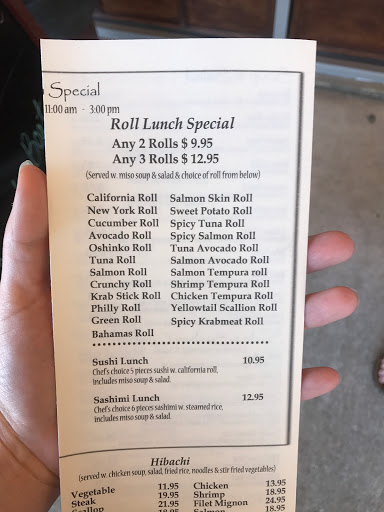 Special
11:00 am - 3:00 pm
Roll Lunch Special
Any 2 Rolls $ 9.95
Any 3 Rolls $ 12.95
(Served w. miso soup & salad & choice of roll from below)
California Roll Salmon Skin Roll
New York Roll Sweet Potato Roll
Cucumber Roll Spicy Tuna Roll
Avocado Roll Spicy Salmon Roll
Oshinko Roll Tuna Avocado Roll
Tuna Roll Salmon Avocado Roll
Salmon Roll Salmon Tempura roll
Crunchy Roll Shrimp Tempura Roll
Krab Stick Roll Chicken Tempura Roll
Philly Roll Yellowtail Scallion Roll
Green Roll Spicy Krabmeat Roll
Bahamas Roll
Sushi Lunch 10.95
Chef's choice 5 pieces sushi w. california roll,
includes miso soup & salad.
Sashimi Lunch 12.95
Chef's choice 6 pieces sashimi w. steamed rice,
includes miso soup & salad.
Hibachi
(served w. chicken soup, salad, fried rice, noodles & stir fried vegetables)
Vegetable 11.95 Chicken 13.95
Steak 19.95 Shrimp 18.95
Scallop 21.95 Filet Mignon 24.95
18.95 Salmon 18.95